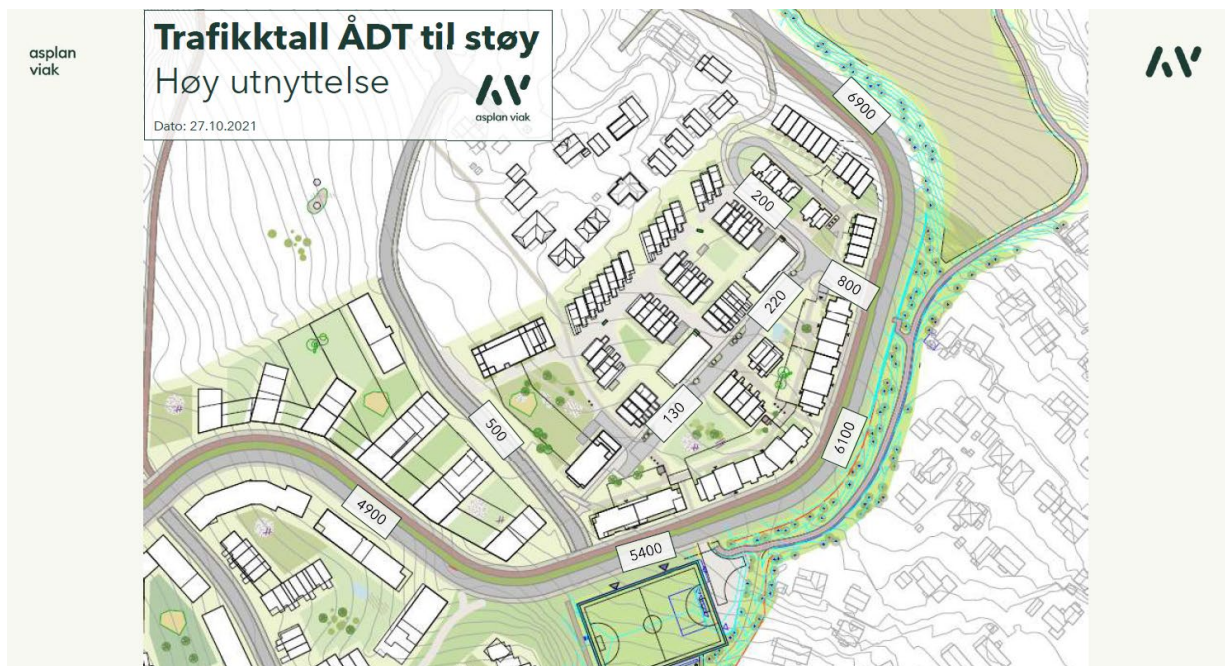 asplan
viak
Trafikktall ÅDT til støy
Høy utnyttelse
asplan viak
Dato: 27.10.2021
6900
200
800
220
130
500
6100
4900
5400